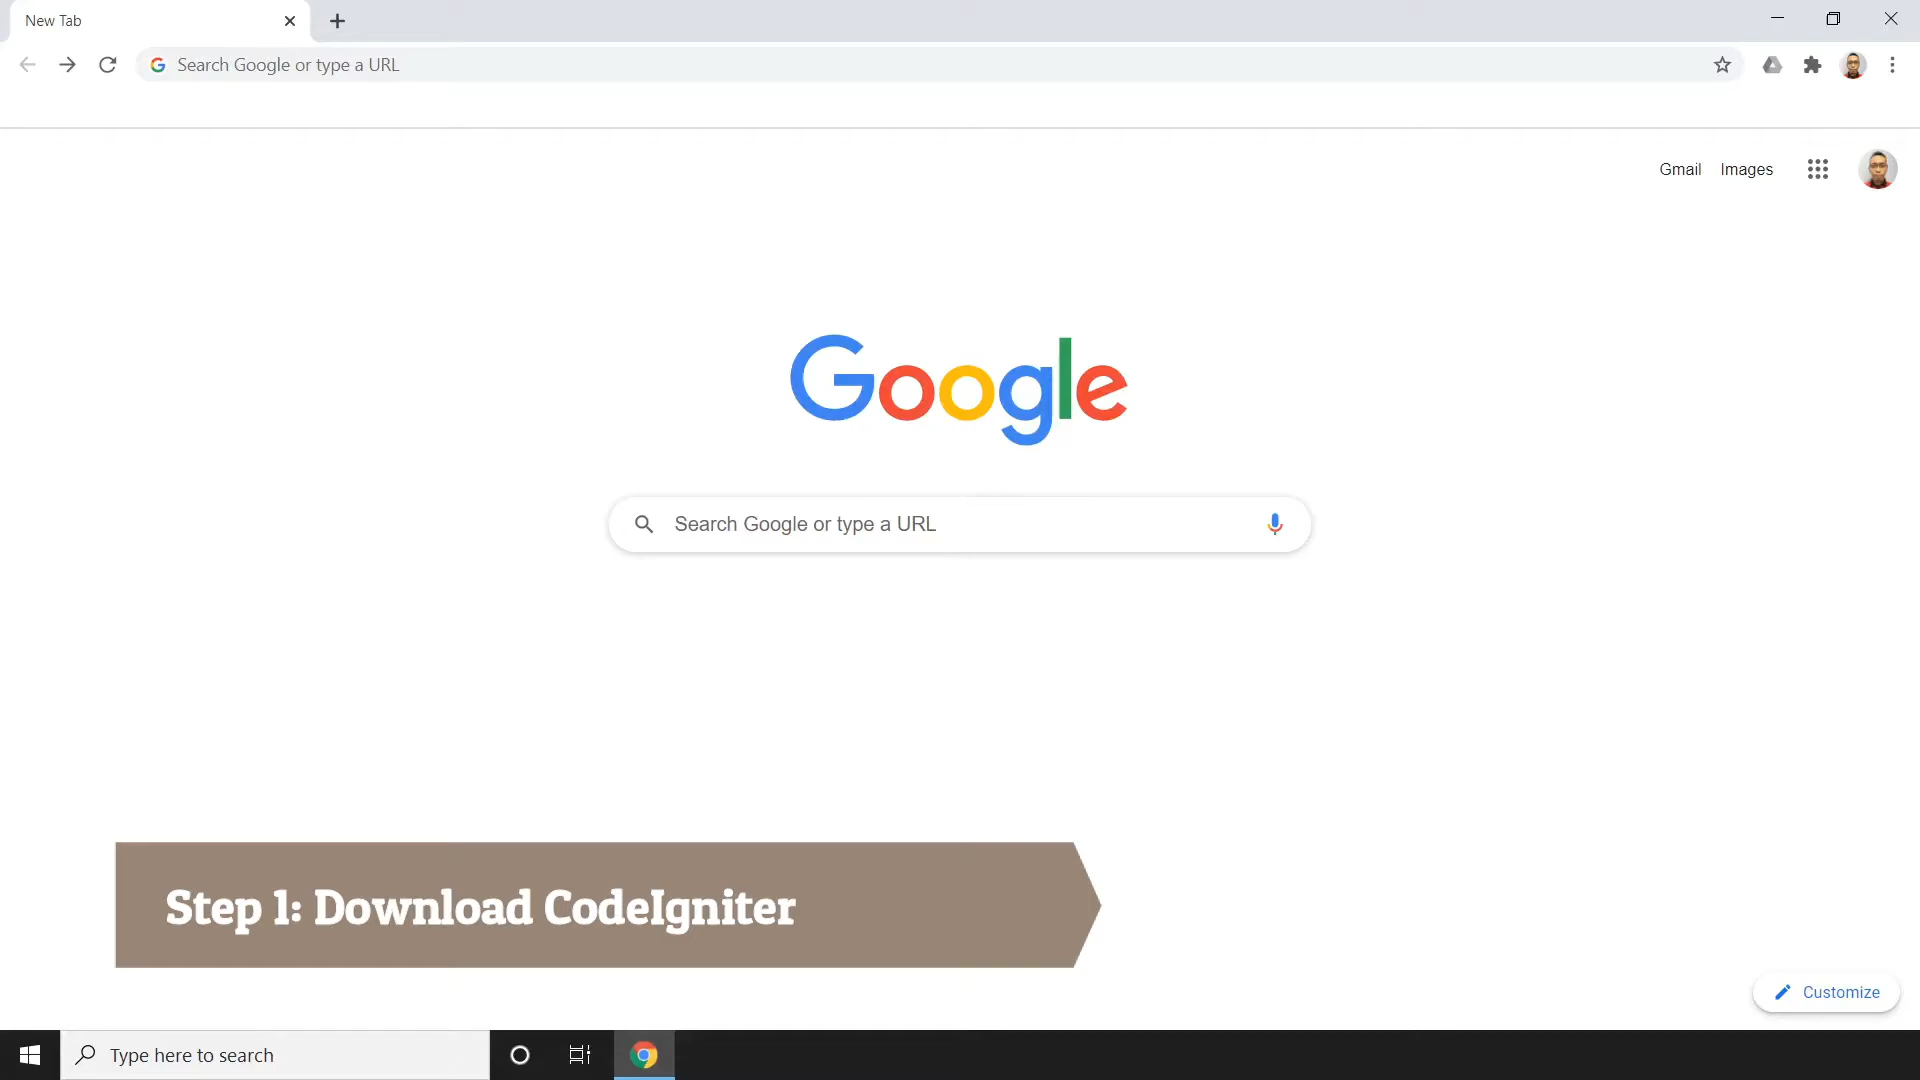 New Tab
Search Google or type a URL
Gmail Images
Google
Search Google or type a URL
Step 1: Download CodeIgniter
Customize
Type here to search